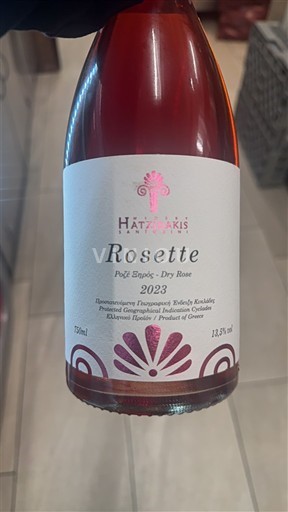 HATZIDAKIS
SANTORINI
Rosette
Ροζέ Ξηρός - Dry Rose
2023
Προστατευόμενη Γεωγραφική Ένδειξη Κυκλάδες
Protected Geographical Indication Cyclades
Ελληνικό Προϊόν / Product of Greece
750ml
13,5% vol